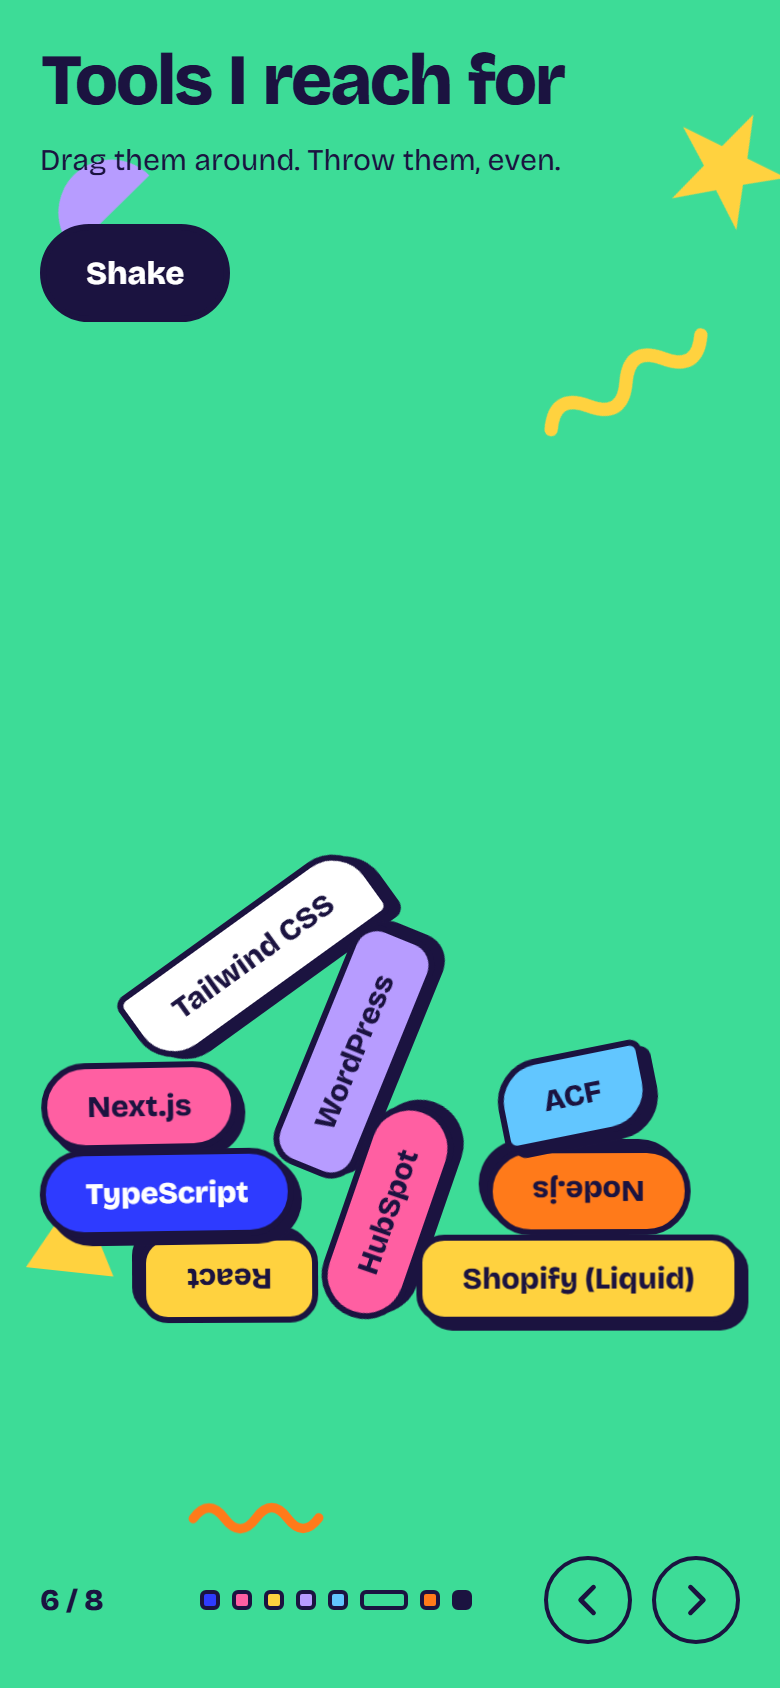 Tools I reach for
Drag them around. Throw them, even.
Shake
Tailwind CSS
WordPress
Next.js
ACF
TypeScript
HubSpot
Node.js
React
Shopify (Liquid)
6 / 8